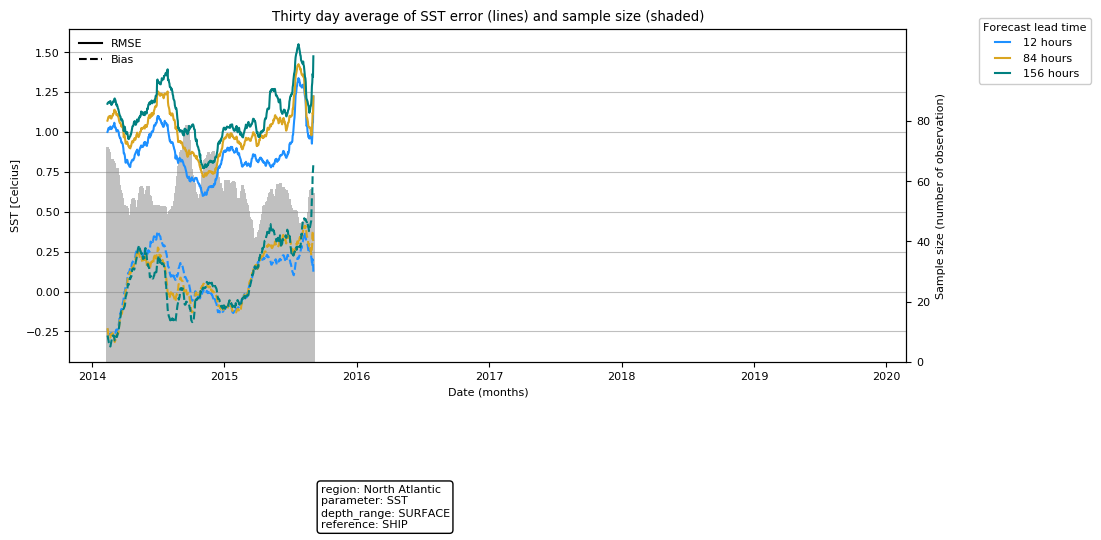 Thirty day average of SST error (lines) and sample size (shaded)
Forecast lead time
12 hours
84 hours
156 hours
RMSE
Bias
1.50
1.25
1.00
0.75
0.50
0.25
0.00
−0.25
SST [Celcius]
80
60
40
20
0
Sample size (number of observation)
2014 2015 2016 2017 2018 2019 2020
Date (months)
region: North Atlantic
parameter: SST
depth_range: SURFACE
reference: SHIP